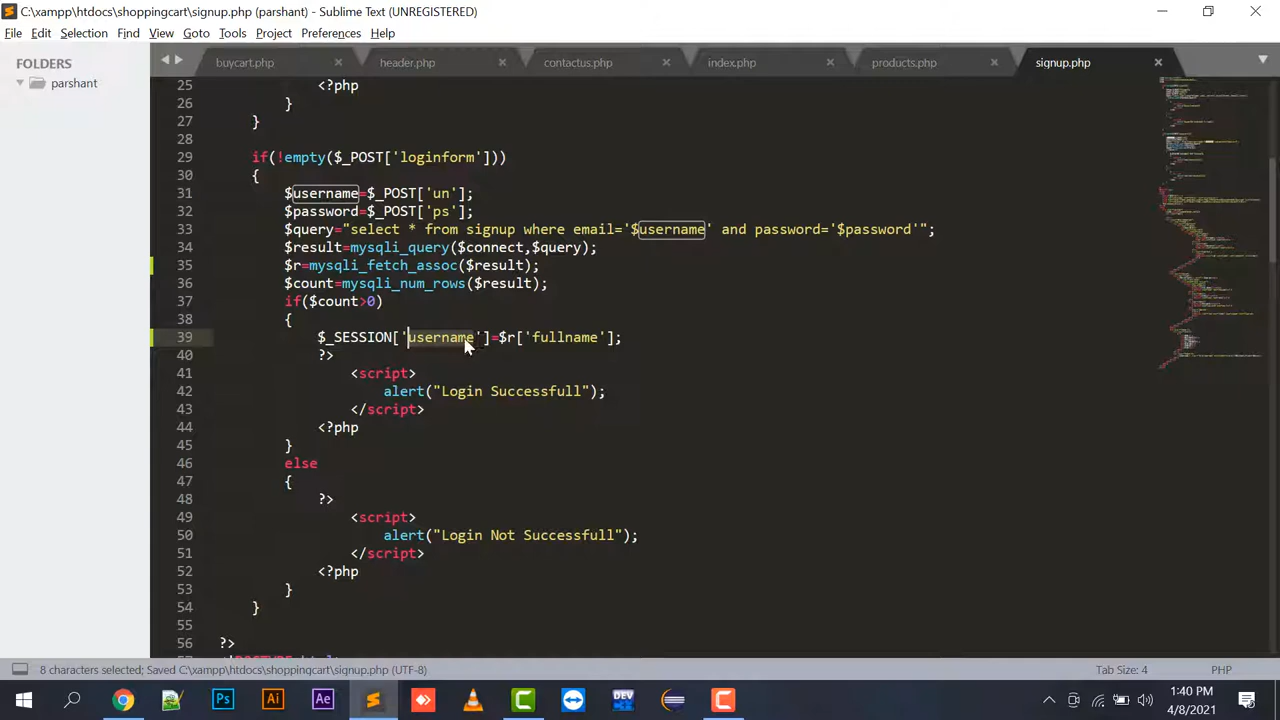 C:\xampp\htdocs\shoppingcart\signup.php (parshant) - Sublime Text (UNREGISTERED)
File Edit Selection Find View Goto Tools Project Preferences Help
FOLDERS
parshant
buycart.php header.php contactus.php index.php products.php signup.php
25 <?php
26 }
27 }
28
29 if(!empty($_POST['loginform']))
30 {
31 $username=$_POST['un'];
32 $password=$_POST['ps'];
33 $query="select * from signup where email='$username' and password='$password'";
34 $result=mysqli_query($connect,$query);
35 $r=mysqli_fetch_assoc($result);
36 $count=mysqli_num_rows($result);
37 if($count>0)
38 {
39 $_SESSION['username']=$r['fullname'];
40 ?>
41 <script>
42 alert("Login Successfull");
43 </script>
44 <?php
45 }
46 else
47 {
48 ?>
49 <script>
50 alert("Login Not Successfull");
51 </script>
52 <?php
53 }
54 }
55
56 ?>
8 characters selected; Saved C:\xampp\htdocs\shoppingcart\signup.php (UTF-8) Tab Size: 4 PHP
Ps Ai Ae DEV
1:40 PM
4/8/2021